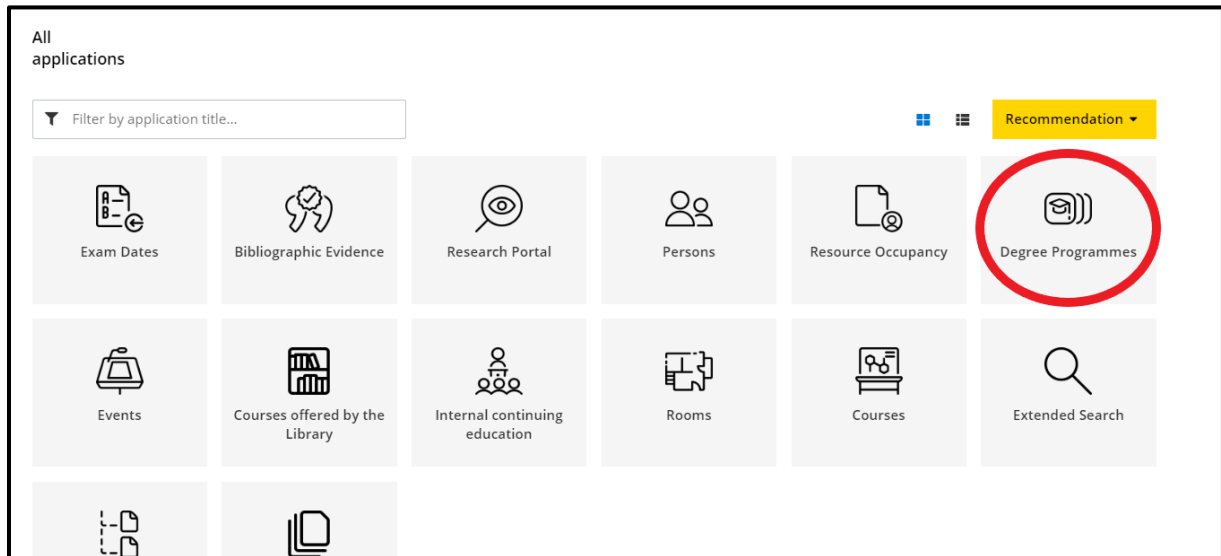 All
applications
Filter by application title...
Recommendation
Exam Dates
Bibliographic Evidence
Research Portal
Persons
Resource Occupancy
Degree Programmes
Events
Courses offered by the
Library
Internal continuing
education
Rooms
Courses
Extended Search